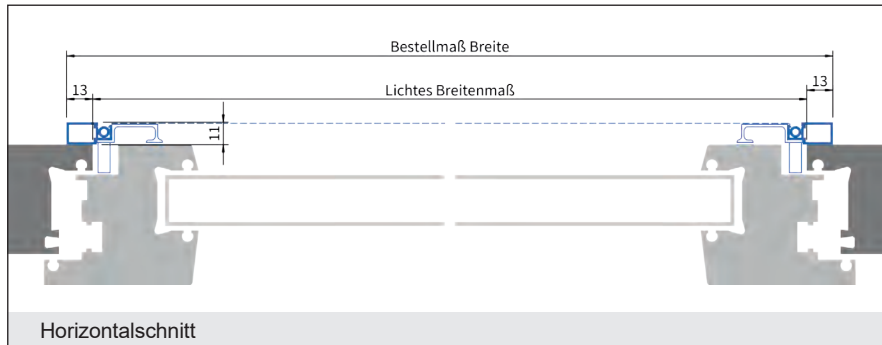 Bestellmaß Breite
13
Lichtes Breitenmaß
13
11
Horizontalschnitt